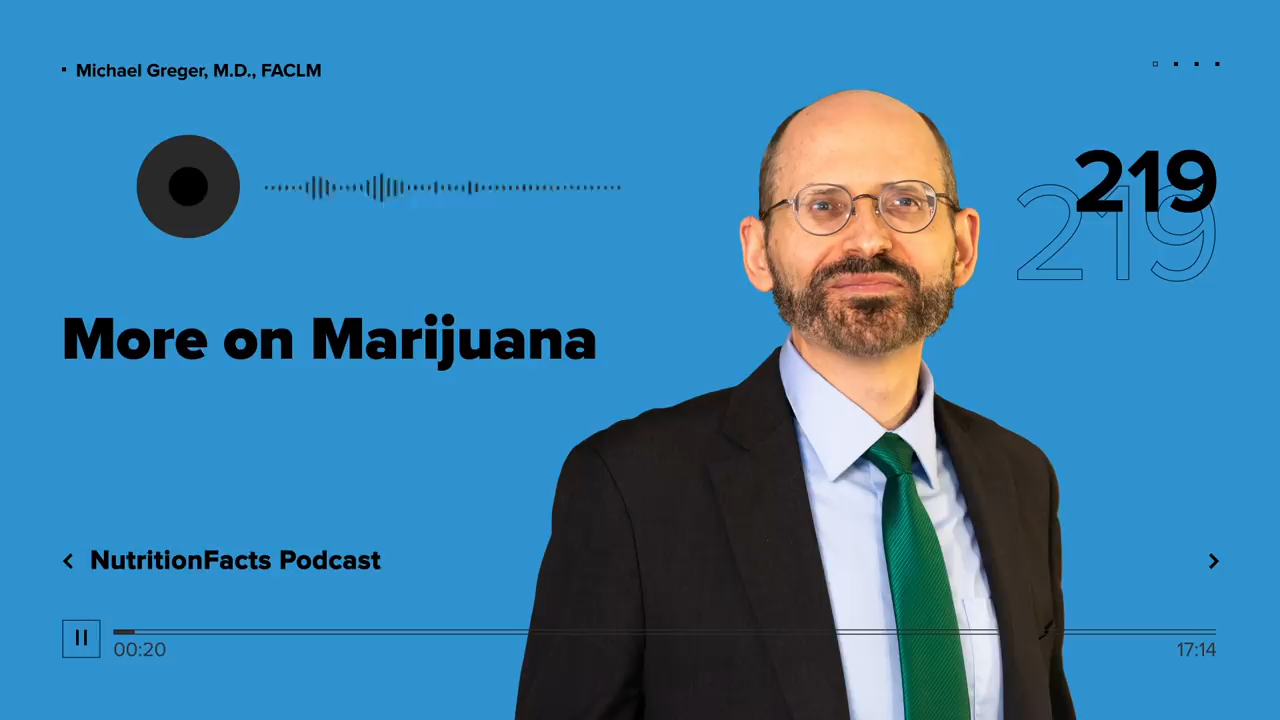 Michael Greger, M.D., FACLM
219
219
More on Marijuana
NutritionFacts Podcast
00:20
17:14